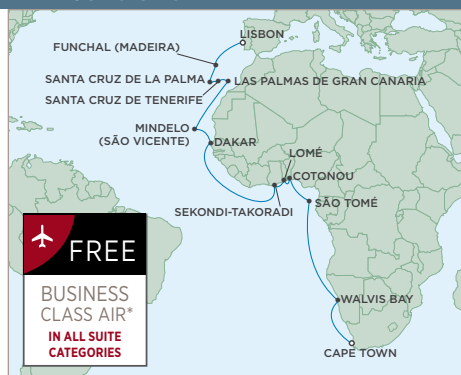 LISBON
FUNCHAL (MADEIRA)
SANTA CRUZ DE LA PALMA
LAS PALMAS DE GRAN CANARIA
SANTA CRUZ DE TENERIFE
MINDELO
(SÃO VICENTE)
DAKAR
LOMÉ
COTONOU
SEKONDI-TAKORADI
SÃO TOMÉ
WALVIS BAY
CAPE TOWN
FREE
BUSINESS
CLASS AIR*
IN ALL SUITE
CATEGORIES